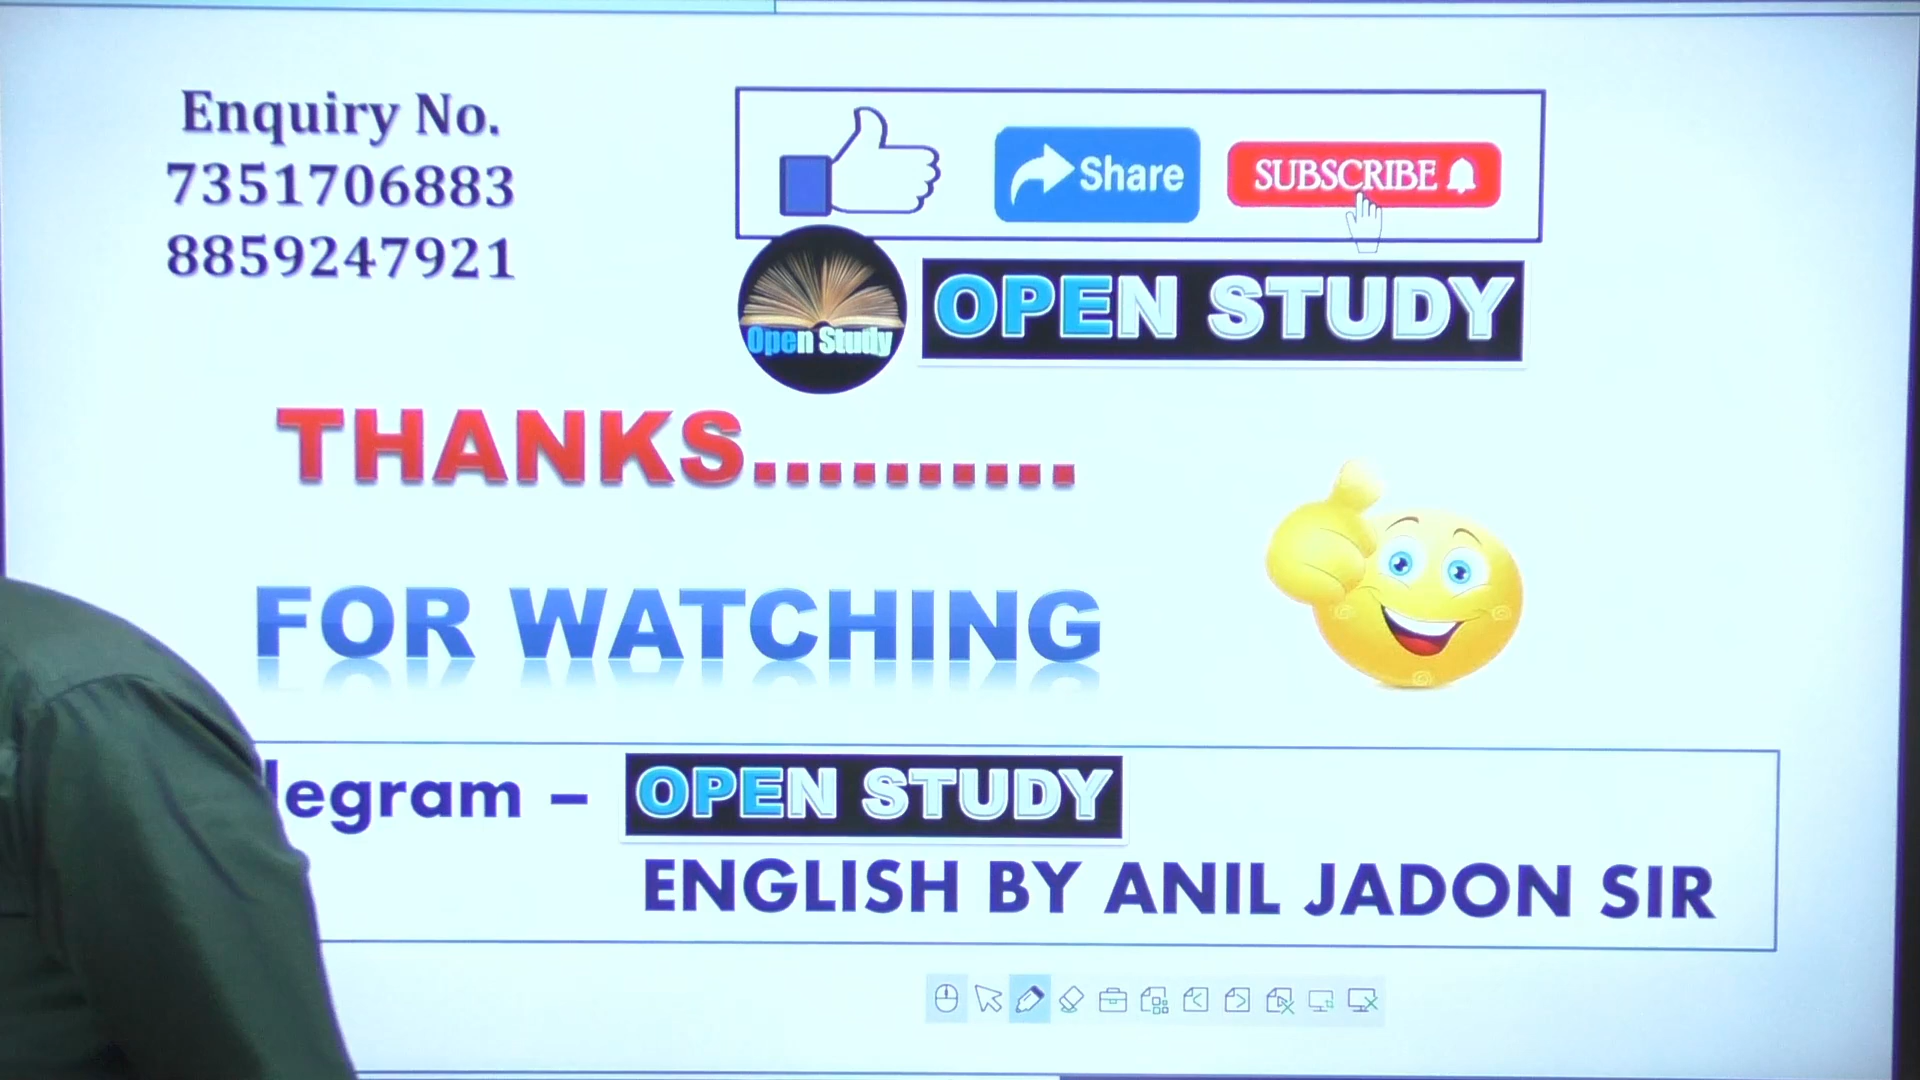 Enquiry No.
7351706883
8859247921
Share
SUBSCRIBE
Open Study
OPEN STUDY
THANKS..........
FOR WATCHING
legram – OPEN STUDY
ENGLISH BY ANIL JADON SIR